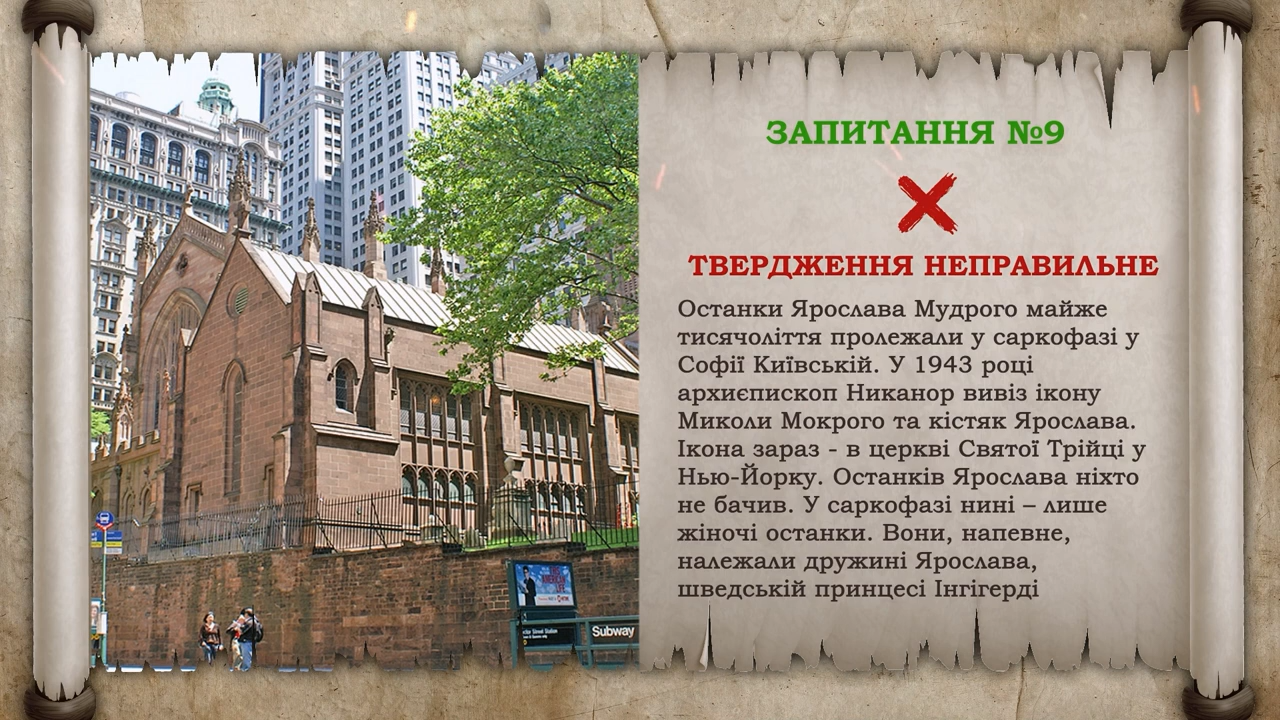 ЗАПИТАННЯ №9
ТВЕРДЖЕННЯ НЕПРАВИЛЬНЕ
Останки Ярослава Мудрого майже
тисячоліття пролежали у саркофазі у
Софії Київській. У 1943 році
архиєпископ Никанор вивіз ікону
Миколи Мокрого та кістяк Ярослава.
Ікона зараз - в церкві Святої Трійці у
Нью-Йорку. Останків Ярослава ніхто
не бачив. У саркофазі нині – лише
жіночі останки. Вони, напевне,
належали дружині Ярослава,
шведській принцесі Інгігерді
Subway